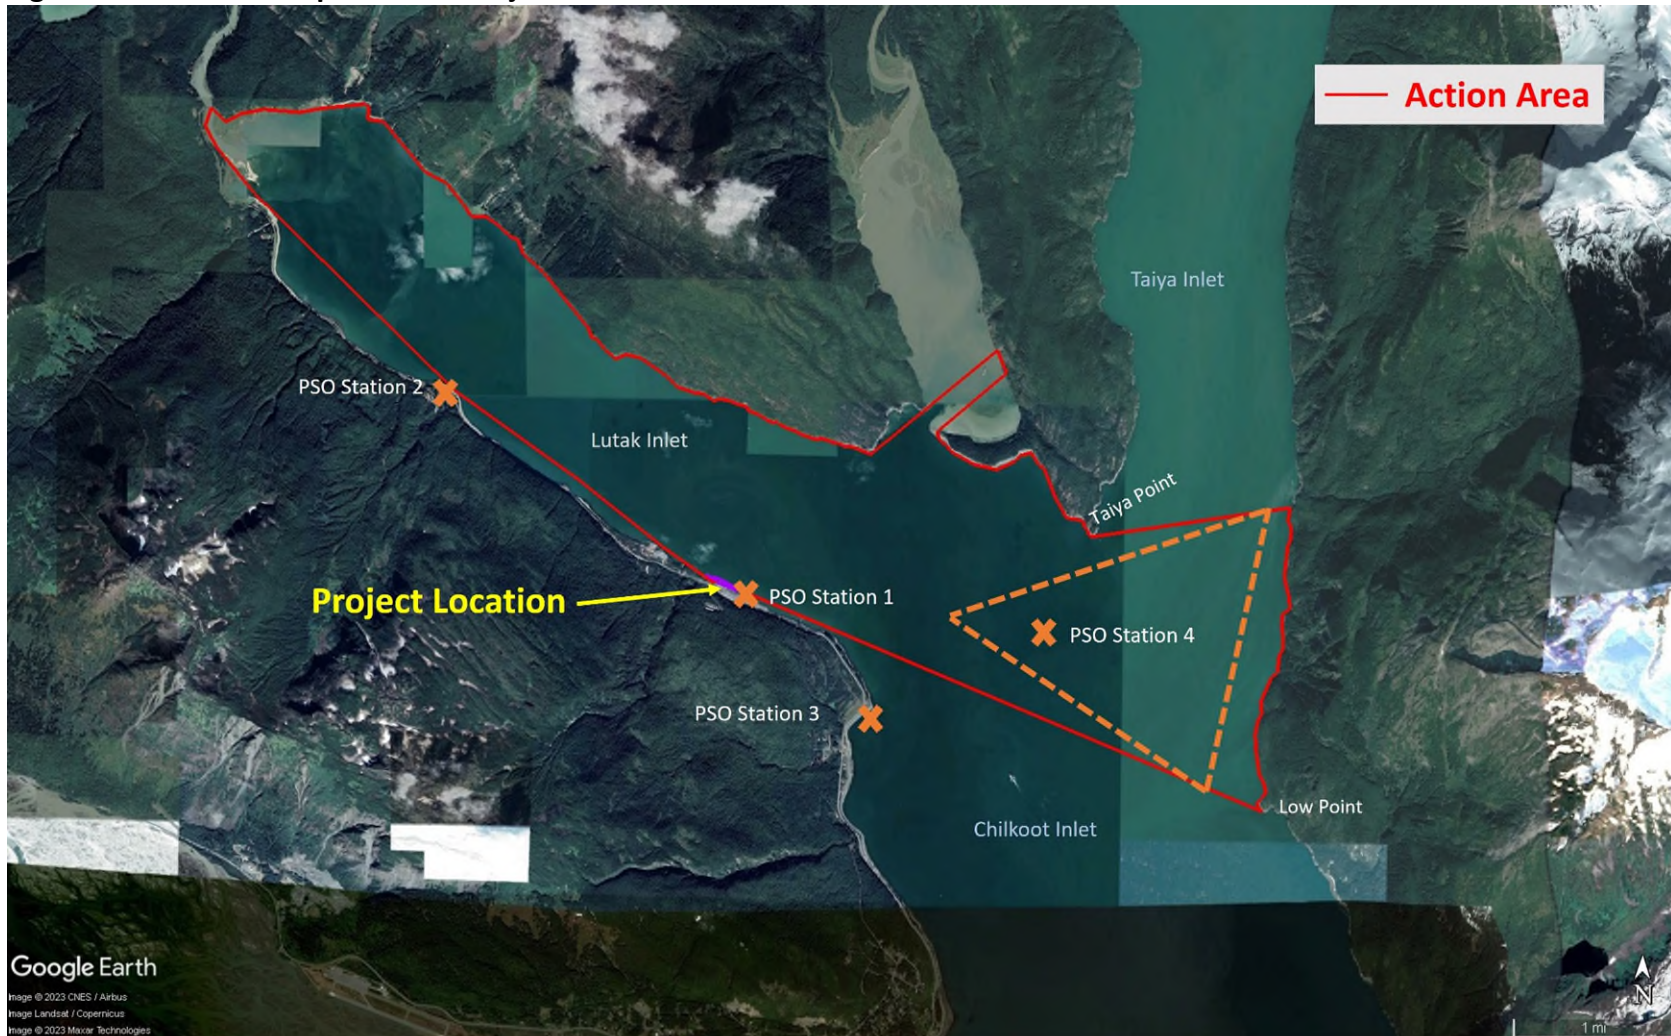 Action Area
Taiya Inlet
PSO Station 2
Lutak Inlet
Taiya Point
Project Location
PSO Station 1
PSO Station 4
PSO Station 3
Low Point
Chilkoot Inlet
Google Earth
Image © 2023 CNES / Airbus
Image Landsat / Copernicus
Image © 2023 Maxar Technologies
N
1 mi